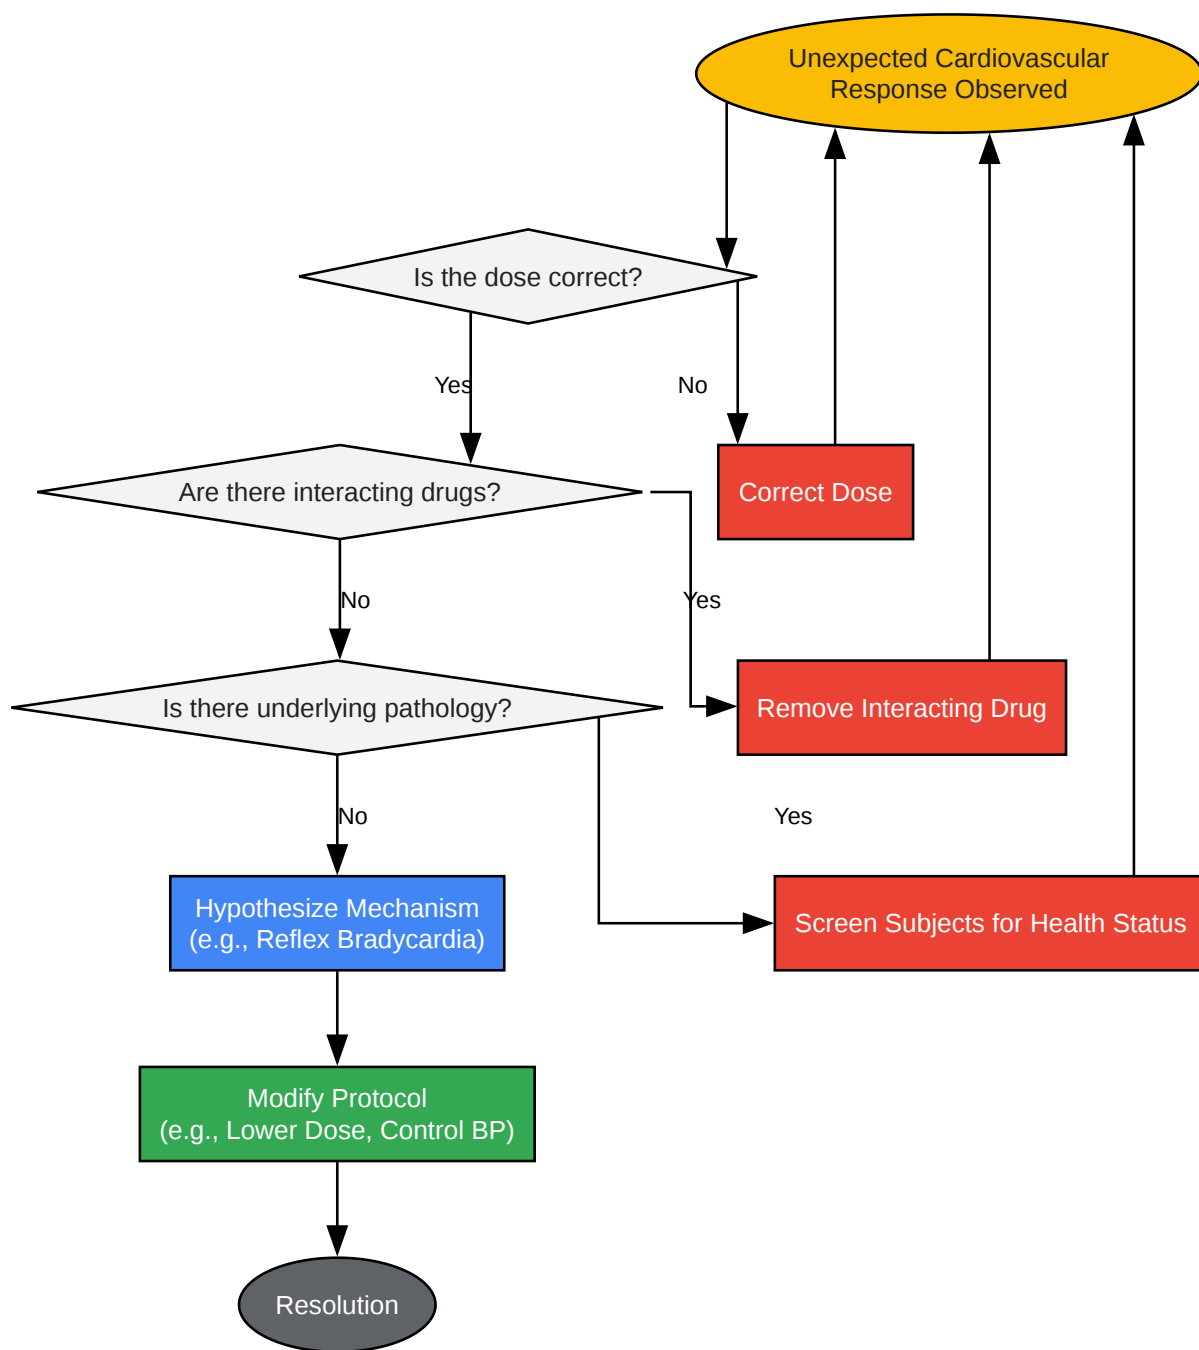 Unexpected Cardiovascular
Response Observed
Is the dose correct?
Yes
No
Are there interacting drugs?
Correct Dose
No
Yes
Is there underlying pathology?
Remove Interacting Drug
No
Yes
Hypothesize Mechanism
(e.g., Reflex Bradycardia)
Screen Subjects for Health Status
Modify Protocol
(e.g., Lower Dose, Control BP)
Resolution